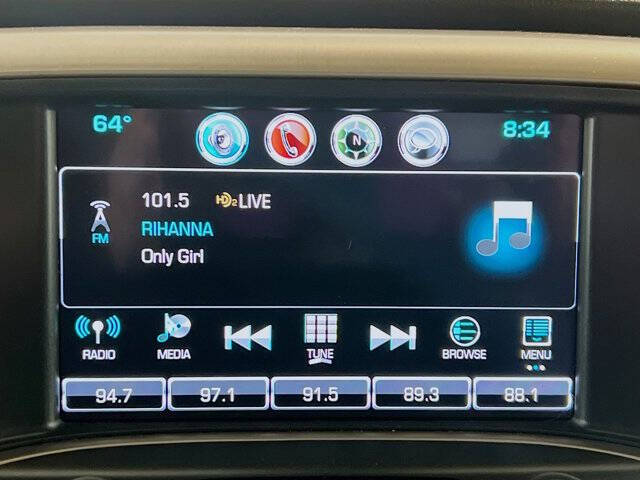 64° 8:34
N
101.5 HD2 LIVE
FM
RIHANNA
Only Girl
RADIO MEDIA TUNE BROWSE MENU
94.7 97.1 91.5 89.3 88.1